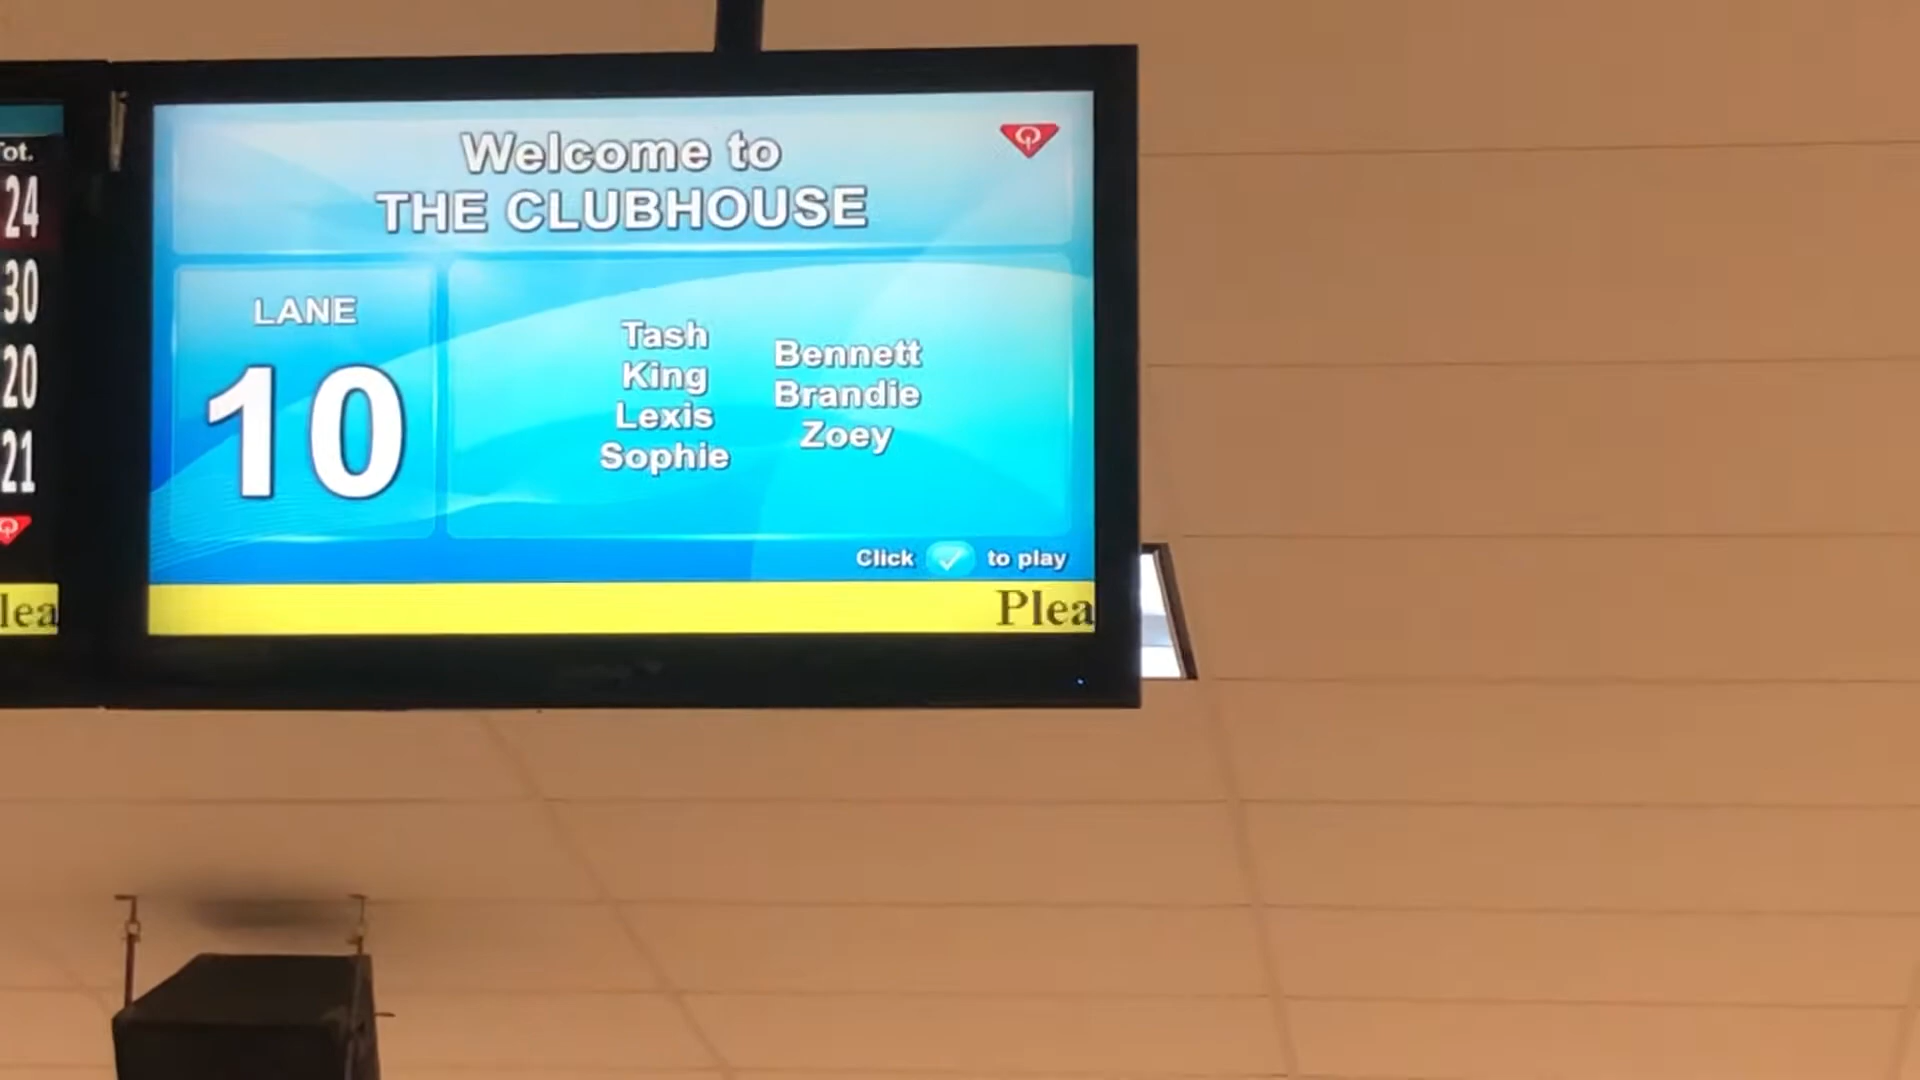 Tot.
24
30
20
21
lea
Welcome to
THE CLUBHOUSE
LANE
10
Tash
King
Lexis
Sophie
Bennett
Brandie
Zoey
Click to play
Plea